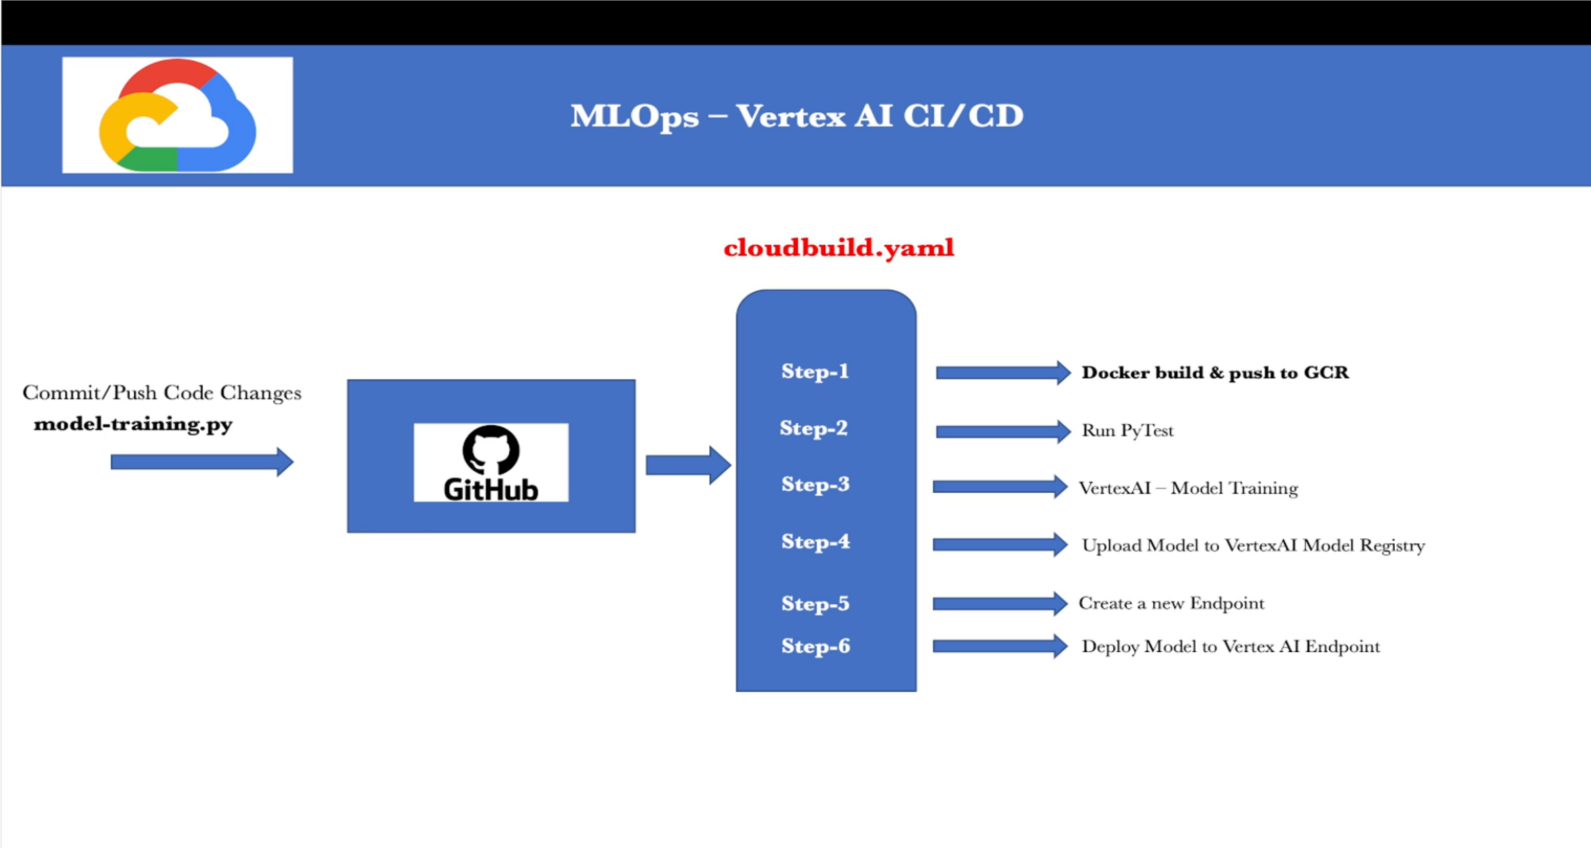 MLOps – Vertex AI CI/CD
cloudbuild.yaml
Commit/Push Code Changes
model-training.py
GitHub
Step-1
Docker build & push to GCR
Step-2
Run PyTest
Step-3
VertexAI – Model Training
Step-4
Upload Model to VertexAI Model Registry
Step-5
Create a new Endpoint
Step-6
Deploy Model to Vertex AI Endpoint